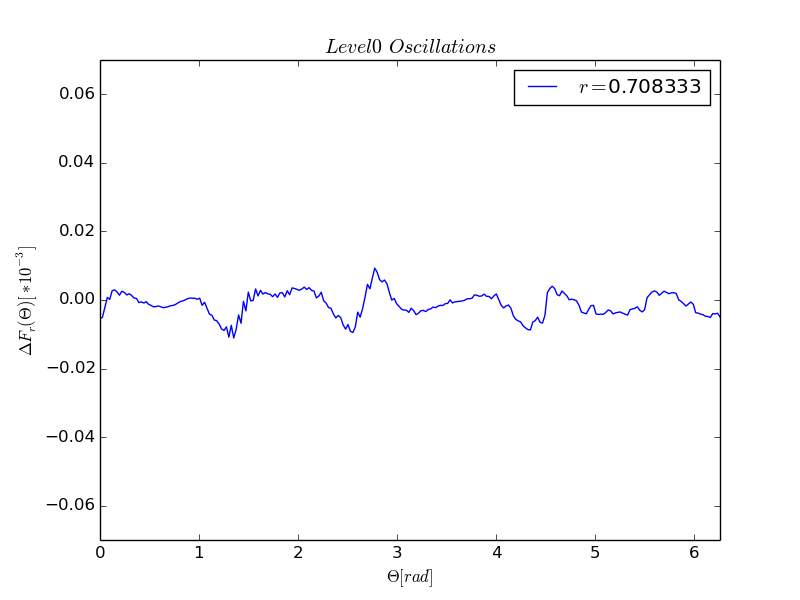 Level0 Oscillations
r=0.708333
0.06
0.04
0.02
0.00
−0.02
−0.04
−0.06
ΔF_r(Θ)[∗10^{−3}]
0 1 2 3 4 5 6
Θ[rad]